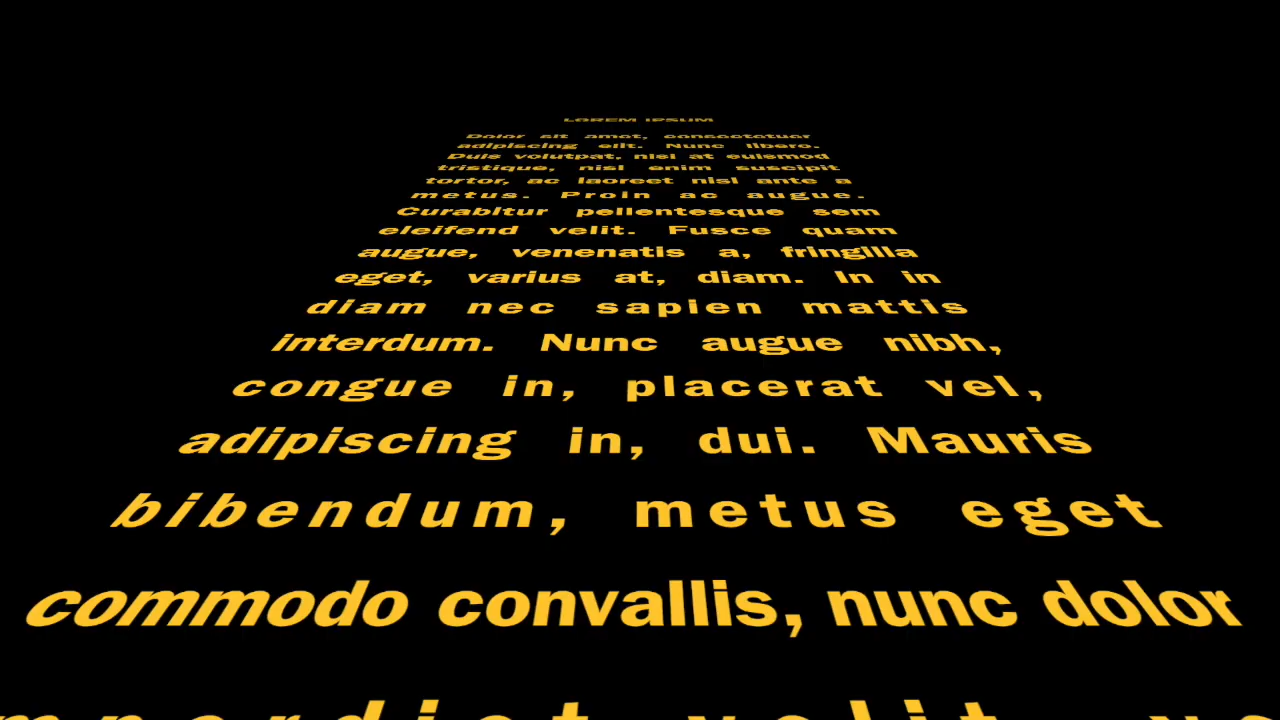 LOREM IPSUM
Dolor sit amet, consectetuer
adipiscing elit. Nunc libero.
Duis volutpat, nisl at euismod
tristique, nisl enim suscipit
tortor, ac laoreet nisl ante a
metus. Proin ac augue.
Curabitur pellentesque sem
eleifend velit. Fusce quam
augue, venenatis a, fringilla
eget, varius at, diam. In in
diam nec sapien mattis
interdum. Nunc augue nibh,
congue in, placerat vel,
adipiscing in, dui. Mauris
bibendum, metus eget
commodo convallis, nunc dolor
velit